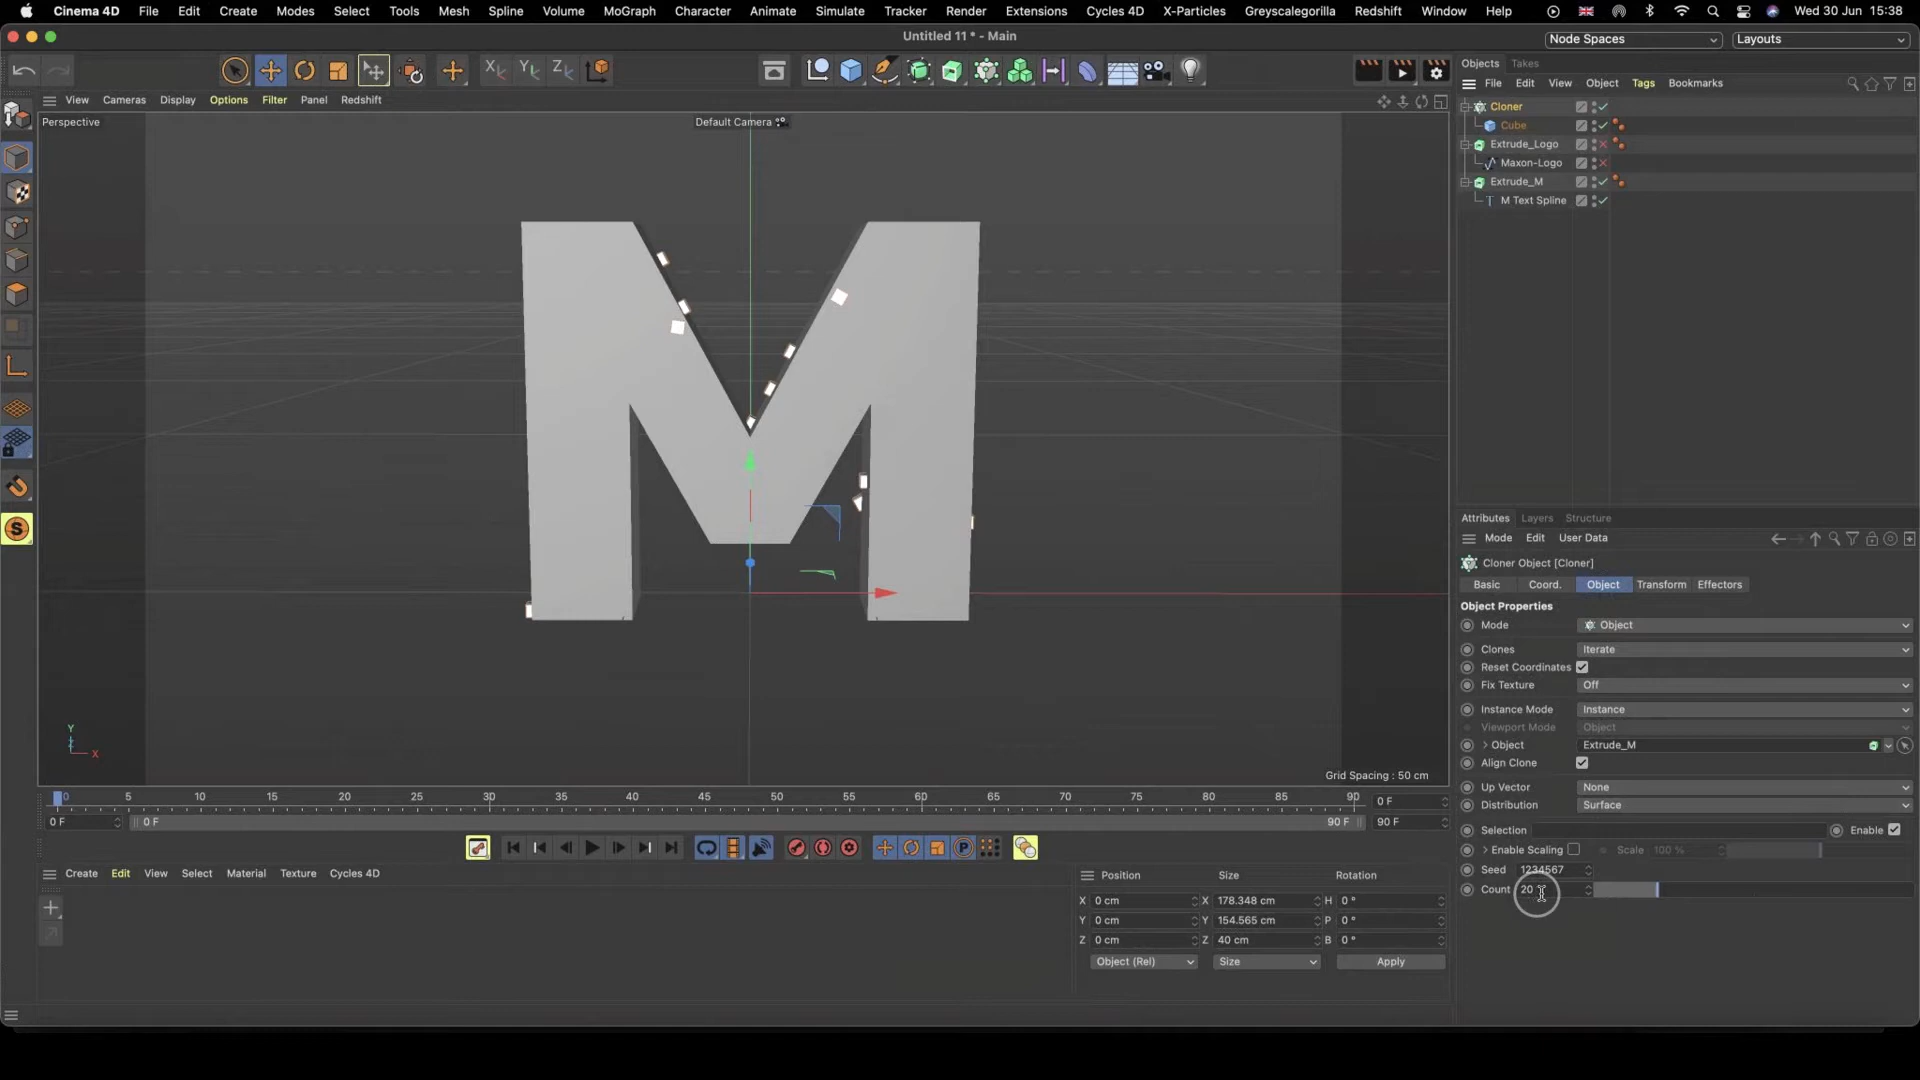 Cinema 4D File Edit Create Modes Select Tools Mesh Spline Volume MoGraph Character Animate Simulate Tracker Render Extensions Cycles 4D X-Particles Greyscalegorilla Redshift Window Help Wed 30 Jun 15:38
Untitled 11 * - Main
Node Spaces Layouts
Objects Takes
File Edit View Object Tags Bookmarks
View Cameras Display Options Filter Panel Redshift
Perspective
Default Camera
Cloner
Cube
Extrude_Logo
Maxon-Logo
Extrude_M
M Text Spline
M
Y
Z
X
Grid Spacing : 50 cm
Attributes Layers Structure
Mode Edit User Data
Cloner Object [Cloner]
Basic Coord. Object Transform Effectors
Object Properties
Mode Object
Clones Iterate
Reset Coordinates
Fix Texture Off
Instance Mode Instance
Viewport Mode Object
Object Extrude_M
Align Clone
Up Vector None
Distribution Surface
Selection Enable
Enable Scaling Scale 100 %
Seed 1234567
Count 20
0 5 10 15 20 25 30 35 40 45 50 55 60 65 70 75 80 85 90 0 F
0 F 0 F 90 F 90 F
Create Edit View Select Material Texture Cycles 4D
Position Size Rotation
X 0 cm X 178.348 cm H 0 °
Y 0 cm Y 154.565 cm P 0 °
Z 0 cm Z 40 cm B 0 °
Object (Rel) Size Apply